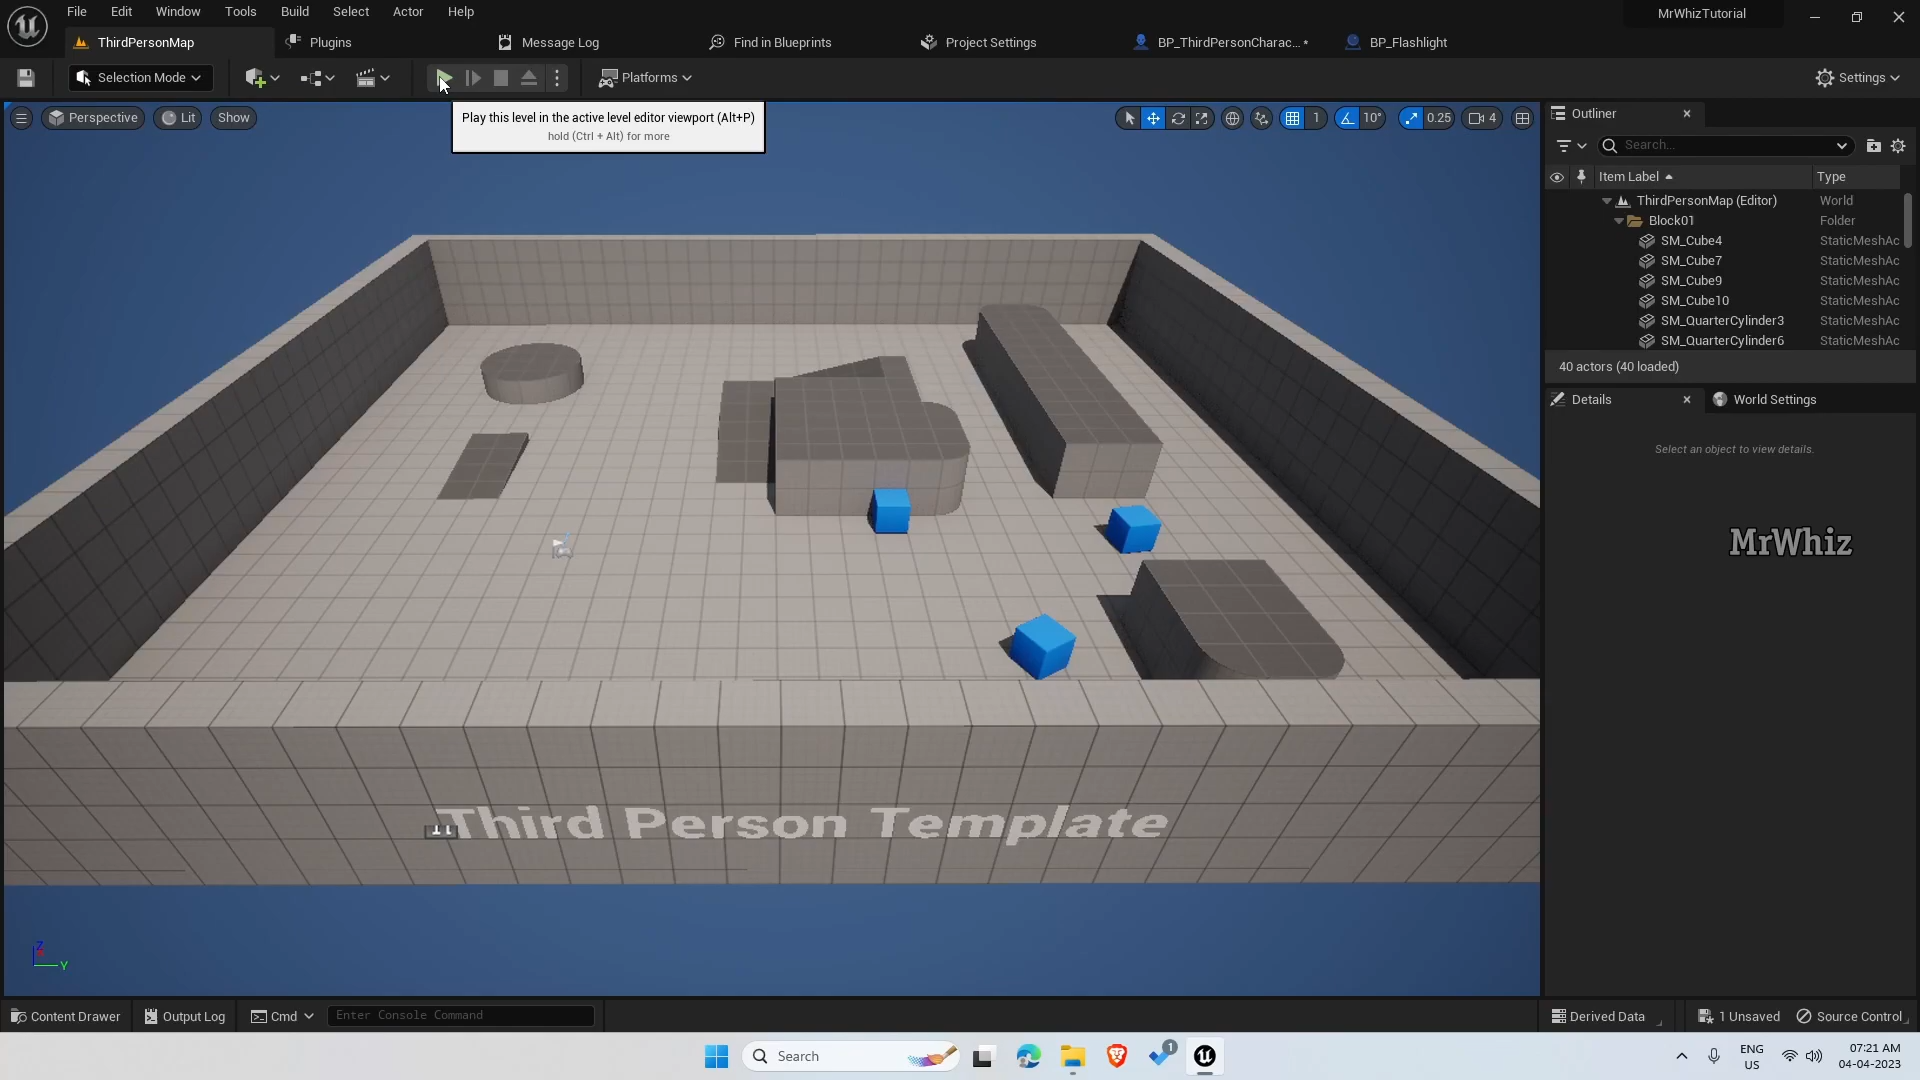 File Edit Window Tools Build Select Actor Help
MrWhizTutorial
ThirdPersonMap Plugins Message Log Find in Blueprints Project Settings BP_ThirdPersonCharac... * BP_Flashlight
Selection Mode Platforms Settings
Perspective Lit Show
Play this level in the active level editor viewport (Alt+P)
hold (Ctrl + Alt) for more
1 10° 0.25 4
Outliner
Search...
Item Label Type
ThirdPersonMap (Editor) World
Block01 Folder
SM_Cube4 StaticMeshAc
SM_Cube7 StaticMeshAc
SM_Cube9 StaticMeshAc
SM_Cube10 StaticMeshAc
SM_QuarterCylinder3 StaticMeshAc
SM_QuarterCylinder6 StaticMeshAc
40 actors (40 loaded)
Details World Settings
Select an object to view details.
MrWhiz
Third Person Template
Z
Y
Content Drawer Output Log Cmd Enter Console Command Derived Data 1 Unsaved Source Control
Search 1 ENG
US
07:21 AM
04-04-2023